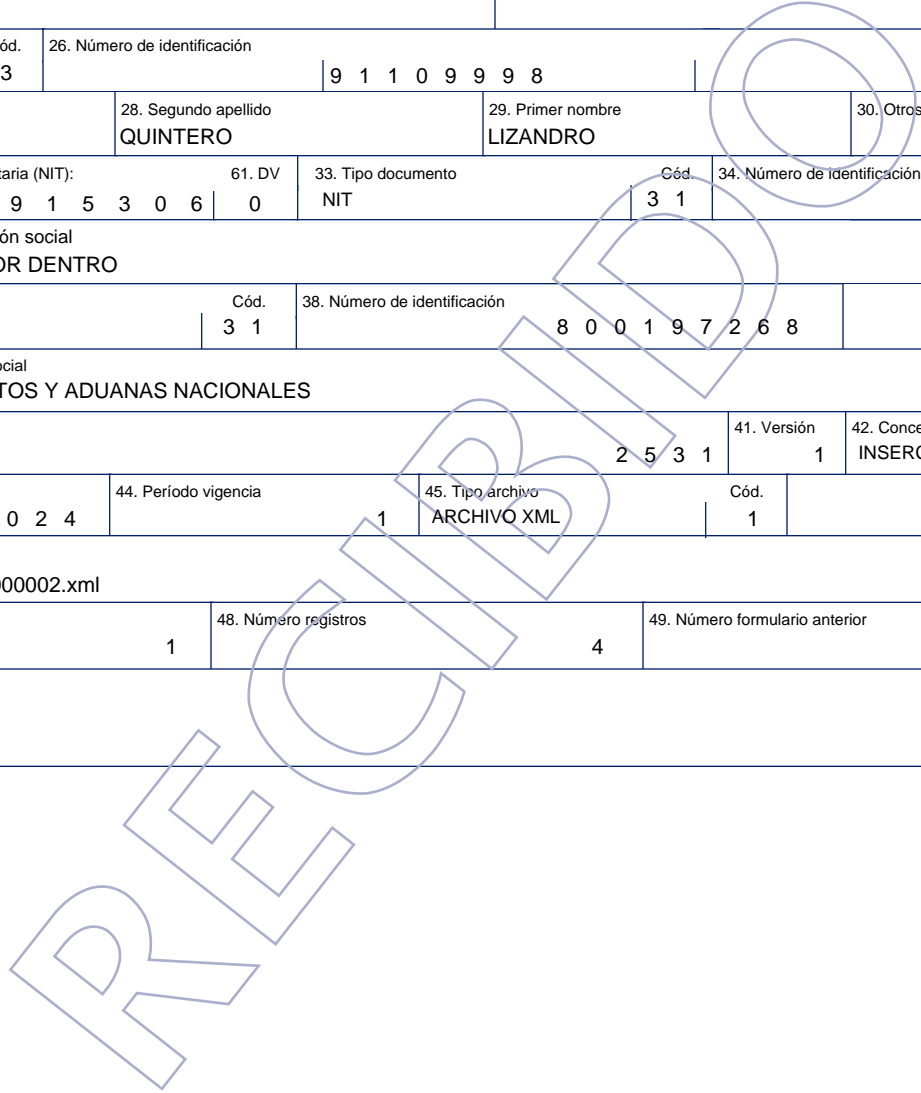 ód. 26. Número de identificación
3 9 1 1 0 9 9 9 8
28. Segundo apellido 29. Primer nombre 30. Otros
QUINTERO LIZANDRO
taria (NIT): 61. DV 33. Tipo documento Cód. 34. Número de identificación
9 1 5 3 0 6 0 NIT 3 1
ón social
OR DENTRO
Cód. 38. Número de identificación
3 1 8 0 0 1 9 7 2 6 8
ocial
TOS Y ADUANAS NACIONALES
41. Versión 42. Conce
2 5 3 1 1 INSERC
44. Período vigencia 45. Tipo archivo Cód.
0 2 4 1 ARCHIVO XML 1
000002.xml
48. Número registros 49. Número formulario anterior
1 4
RECIBIDO